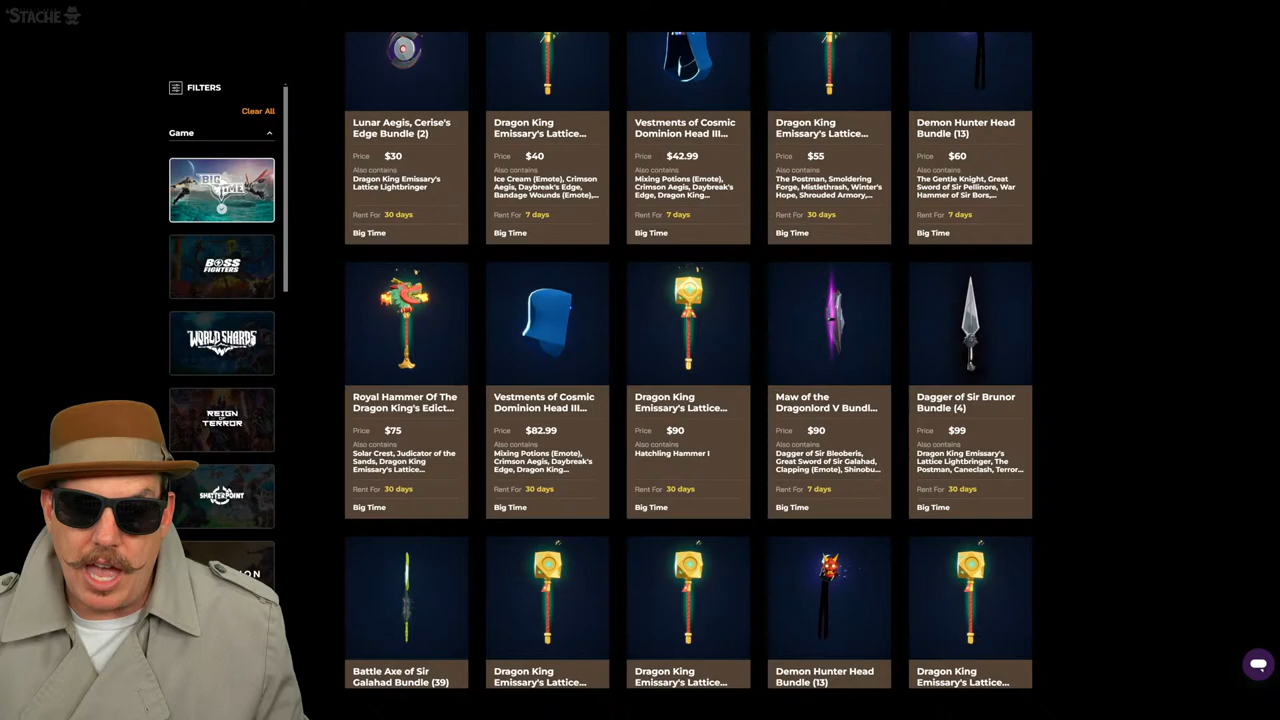 STACHE
FILTERS
Clear All
Game
BIG TIME
BOSS FIGHTERS
WORLD SHARDS
REIGN OF TERROR
SHATTERPOINT
Lunar Aegis, Cerise's
Edge Bundle (2)
Price $30
Also contains
Dragon King Emissary's
Lattice Lightbringer
Rent For 30 days
Big Time
Dragon King
Emissary's Lattice...
Price $40
Also contains
Ice Cream (Emote), Crimson
Aegis, Daybreak's Edge,
Bandage Wounds (Emote),...
Rent For 7 days
Big Time
Vestments of Cosmic
Dominion Head III...
Price $42.99
Also contains
Mixing Potions (Emote),
Crimson Aegis, Daybreak's
Edge, Dragon King...
Rent For 7 days
Big Time
Dragon King
Emissary's Lattice...
Price $55
Also contains
The Postman, Smoldering
Forge, Mistlethrash, Winter's
Hope, Shrouded Armory,...
Rent For 30 days
Big Time
Demon Hunter Head
Bundle (13)
Price $60
Also contains
The Gentle Knight, Great
Sword of Sir Pellinore, War
Hammer of Sir Bors,...
Rent For 7 days
Big Time
Royal Hammer Of The
Dragon King's Edict...
Price $75
Also contains
Solar Crest, Judicator of the
Sands, Dragon King
Emissary's Lattice...
Rent For 30 days
Big Time
Vestments of Cosmic
Dominion Head III...
Price $82.99
Also contains
Mixing Potions (Emote),
Crimson Aegis, Daybreak's
Edge, Dragon King...
Rent For 30 days
Big Time
Dragon King
Emissary's Lattice...
Price $90
Also contains
Hatchling Hammer I
Rent For 30 days
Big Time
Maw of the
Dragonlord V Bundl...
Price $90
Also contains
Dagger of Sir Bleoberis,
Great Sword of Sir Galahad,
Clapping (Emote), Shinobu...
Rent For 7 days
Big Time
Dagger of Sir Brunor
Bundle (4)
Price $99
Also contains
Dragon King Emissary's
Lattice Lightbringer, The
Postman, Caneclash, Terror...
Rent For 30 days
Big Time
Battle Axe of Sir
Galahad Bundle (39)
Dragon King
Emissary's Lattice...
Dragon King
Emissary's Lattice...
Demon Hunter Head
Bundle (13)
Dragon King
Emissary's Lattice...